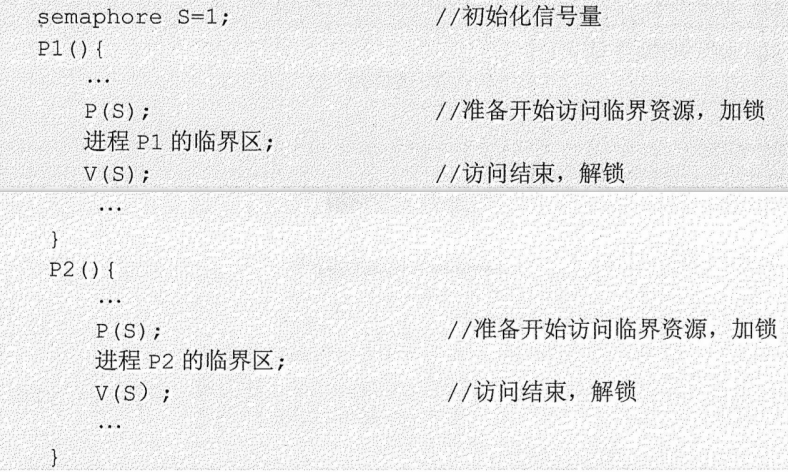 semaphore S=1; //初始化信号量
P1(){
…
P(S); //准备开始访问临界资源，加锁
进程 P1 的临界区;
V(S); //访问结束，解锁
…
}
P2(){
…
P(S); //准备开始访问临界资源，加锁
进程 P2 的临界区;
V(S）; //访问结束，解锁
…
}